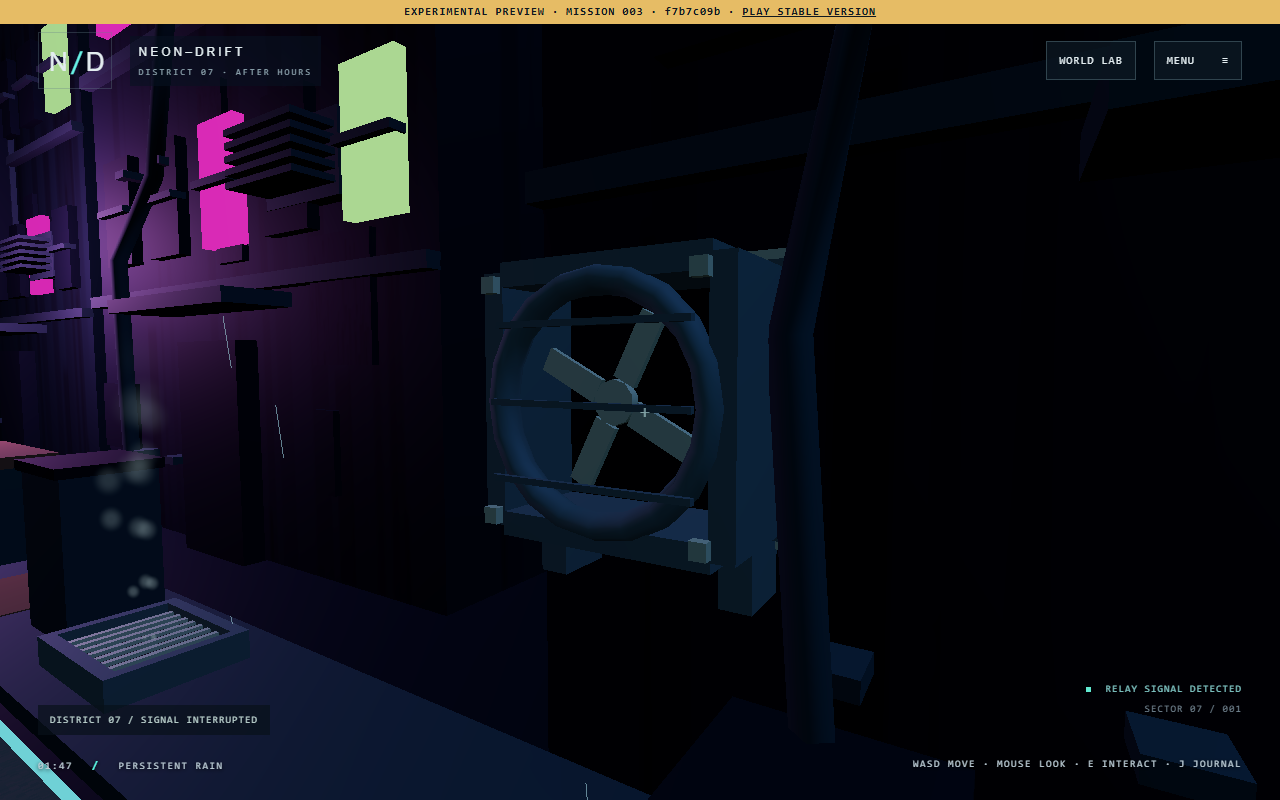 EXPERIMENTAL PREVIEW · MISSION 003 · f7b7c09b · PLAY STABLE VERSION
N/D
NEON—DRIFT
DISTRICT 07 · AFTER HOURS
WORLD LAB
MENU ≡
RELAY SIGNAL DETECTED
SECTOR 07 / 001
DISTRICT 07 / SIGNAL INTERRUPTED
01:47 / PERSISTENT RAIN
WASD MOVE · MOUSE LOOK · E INTERACT · J JOURNAL